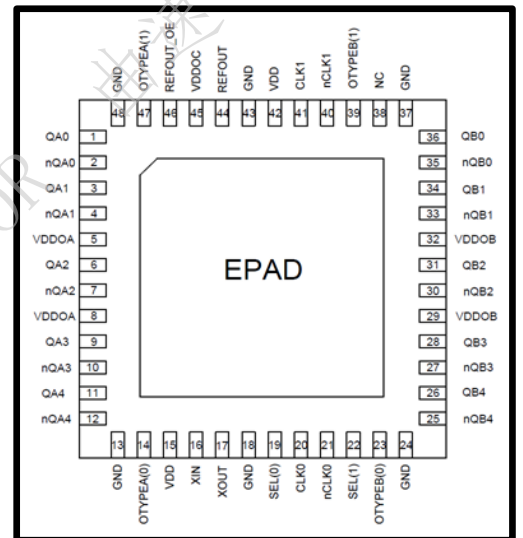 曲速
OR
GND
OTYPEA(1)
REFOUT_OE
VDDOC
REFOUT
GND
VDD
CLK1
nCLK1
OTYPEB(1)
NC
GND
48 47 46 45 44 43 42 41 40 39 38 37
QA0 1
nQA0 2
QA1 3
nQA1 4
VDDOA 5
QA2 6
nQA2 7
VDDOA 8
QA3 9
nQA3 10
QA4 11
nQA4 12
EPAD
36 QB0
35 nQB0
34 QB1
33 nQB1
32 VDDOB
31 QB2
30 nQB2
29 VDDOB
28 QB3
27 nQB3
26 QB4
25 nQB4
13 14 15 16 17 18 19 20 21 22 23 24
GND
OTYPEA(0)
VDD
XIN
XOUT
GND
SEL(0)
CLK0
nCLK0
SEL(1)
OTYPEB(0)
GND